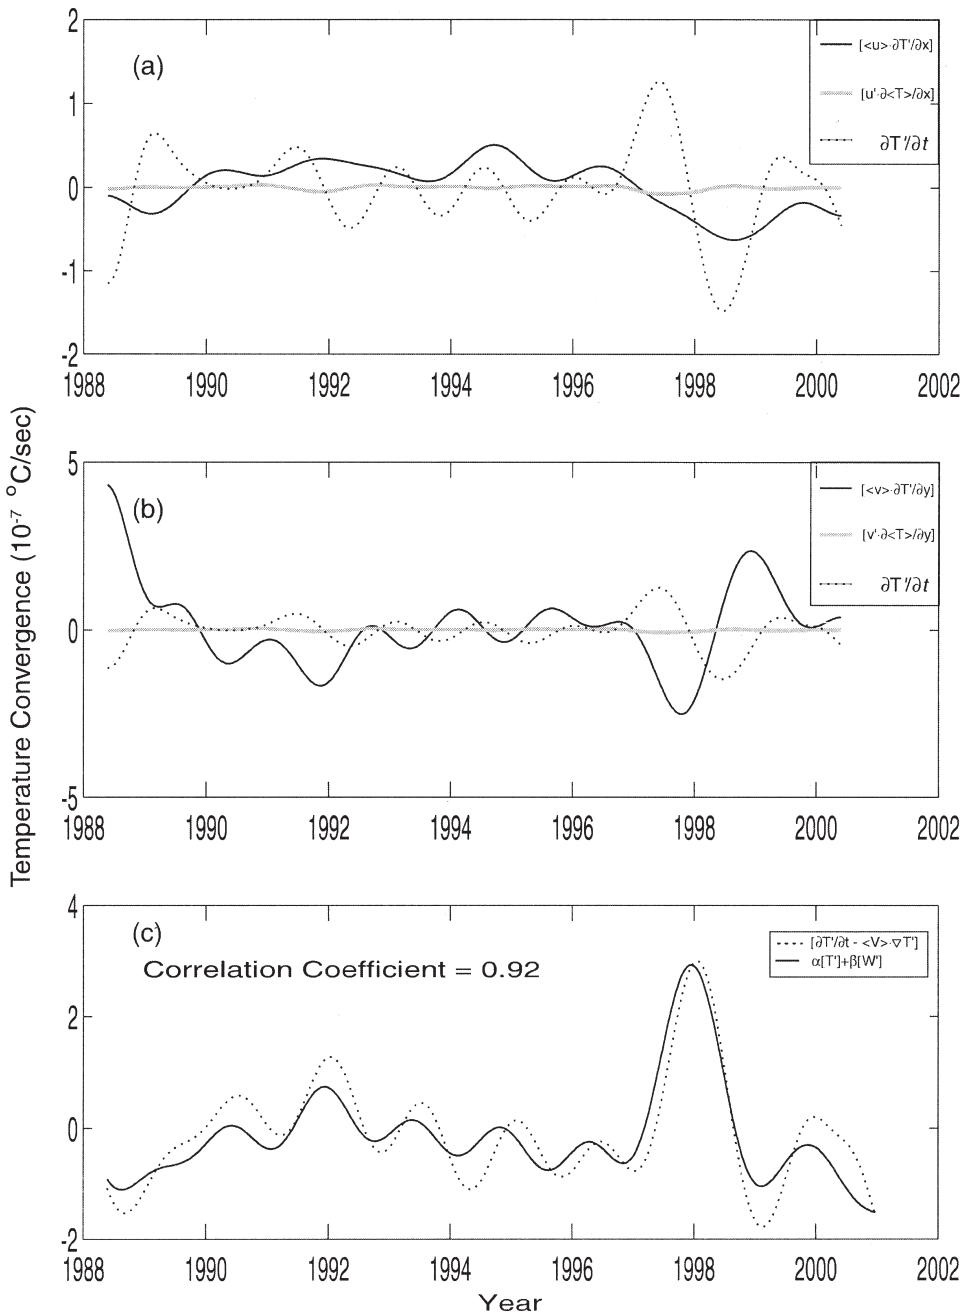 2
(a)
[<u>·∂T'/∂x]
[u'·∂<T>/∂x]
∂T'/∂t
1
0
-1
-2
1988 1990 1992 1994 1996 1998 2000 2002
Temperature Convergence (10⁻⁷ °C/sec)
5
(b)
[<v>·∂T'/∂y]
[v'·∂<T>/∂y]
∂T'/∂t
0
-5
1988 1990 1992 1994 1996 1998 2000 2002
4
(c)
[∂T'/∂t - <V>·∇T']
α[T']+β[W']
Correlation Coefficient = 0.92
2
0
-2
1988 1990 1992 1994 1996 1998 2000 2002
Year